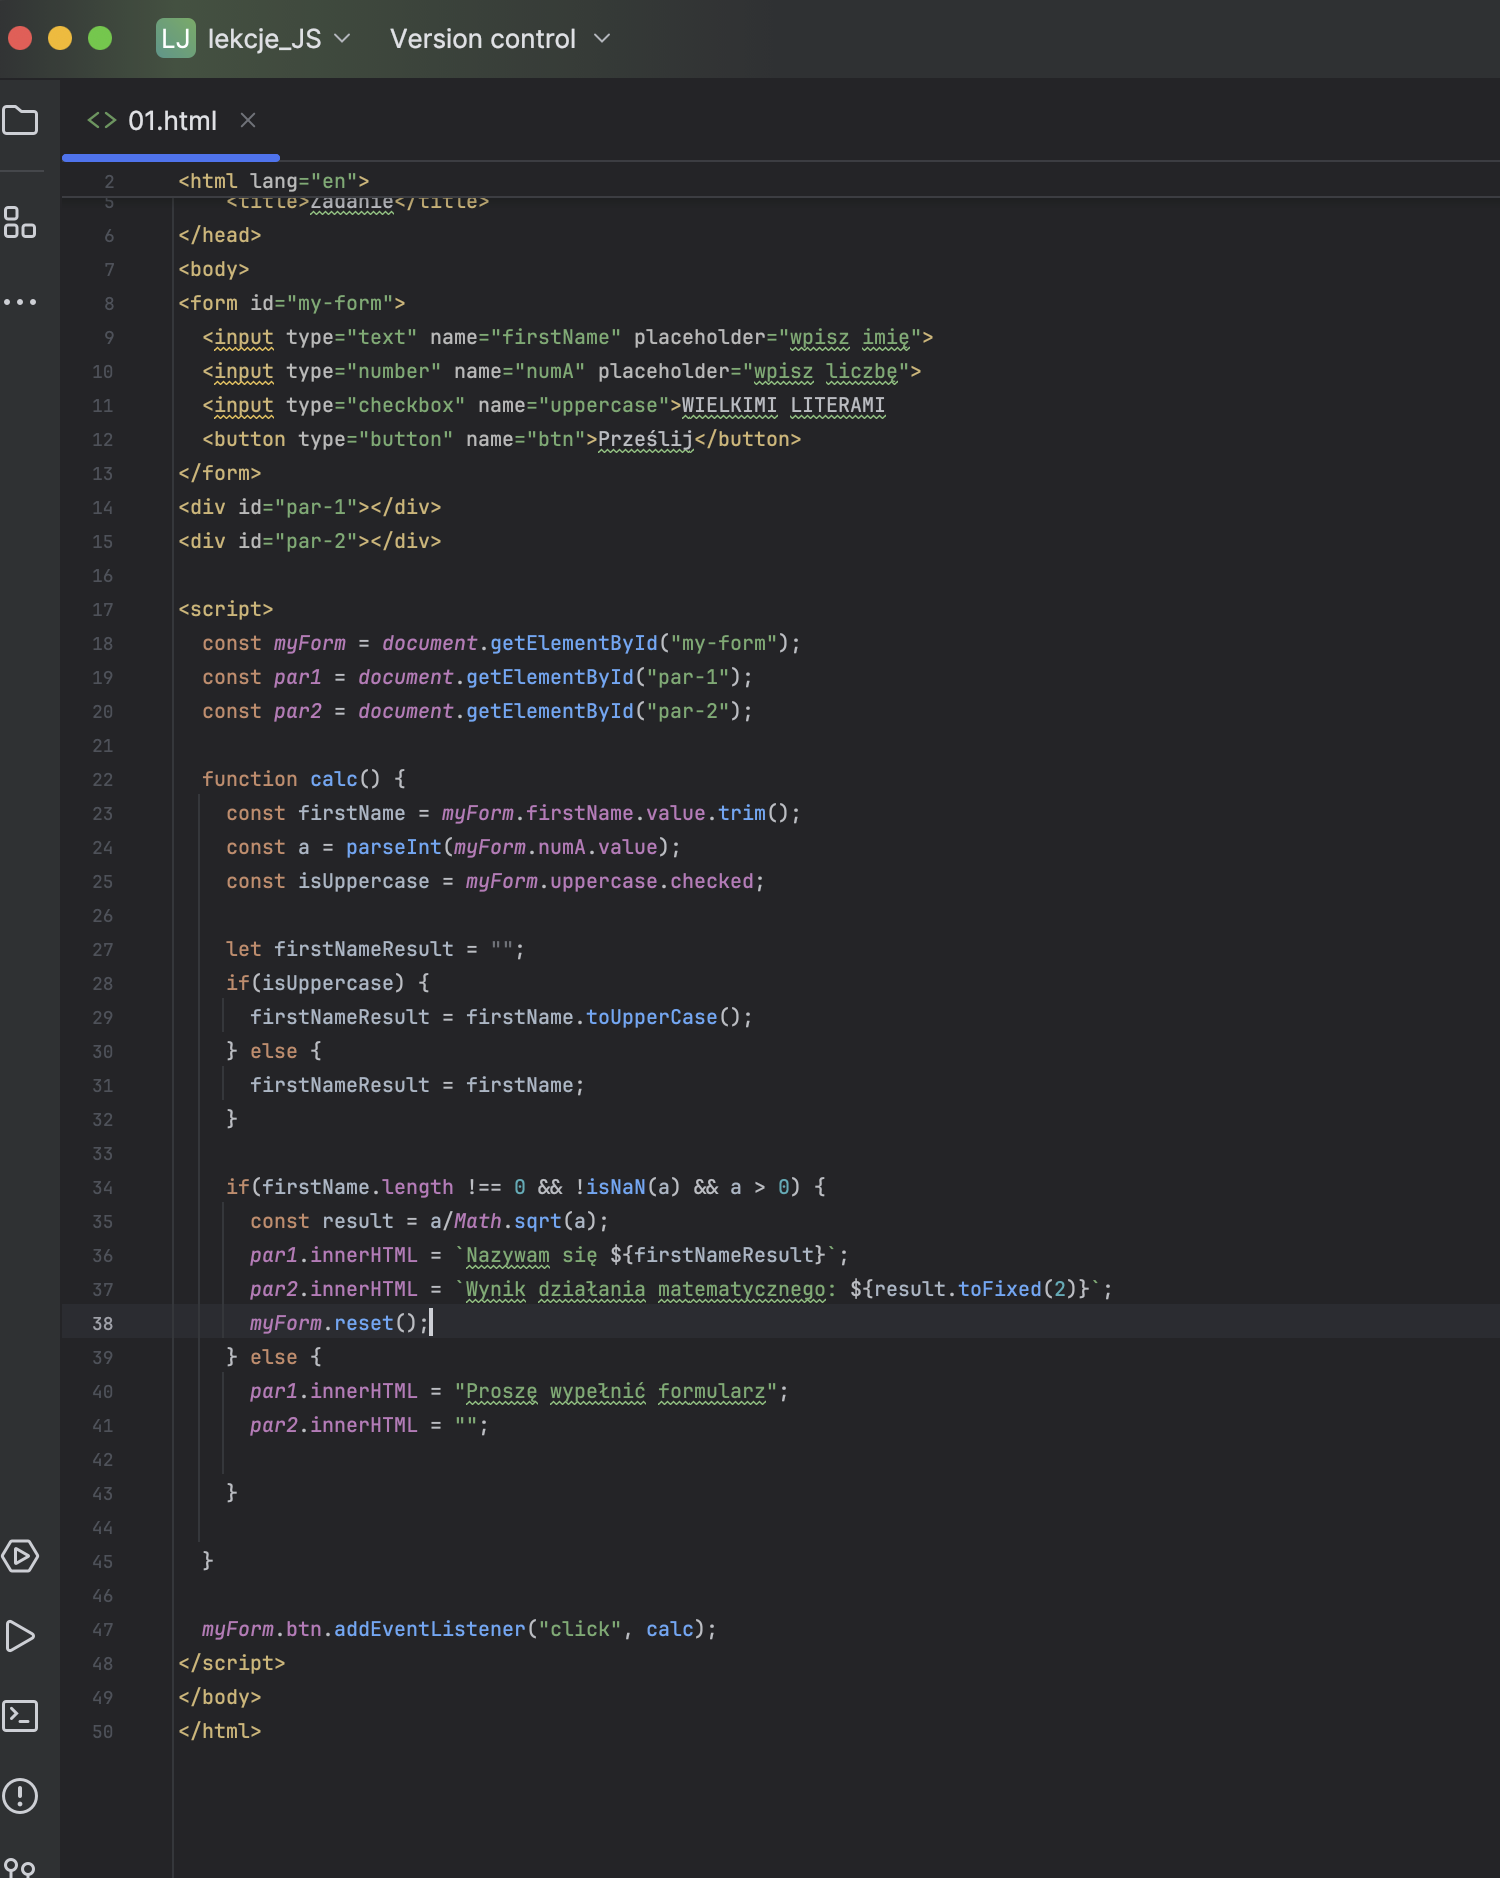 LJ lekcje_JS Version control
01.html
2 <html lang="en">
5 <title>Zadanie</title>
6 </head>
7 <body>
8 <form id="my-form">
9 <input type="text" name="firstName" placeholder="wpisz imię">
10 <input type="number" name="numA" placeholder="wpisz liczbę">
11 <input type="checkbox" name="uppercase">WIELKIMI LITERAMI
12 <button type="button" name="btn">Prześlij</button>
13 </form>
14 <div id="par-1"></div>
15 <div id="par-2"></div>
16
17 <script>
18 const myForm = document.getElementById("my-form");
19 const par1 = document.getElementById("par-1");
20 const par2 = document.getElementById("par-2");
21
22 function calc() {
23 const firstName = myForm.firstName.value.trim();
24 const a = parseInt(myForm.numA.value);
25 const isUppercase = myForm.uppercase.checked;
26
27 let firstNameResult = "";
28 if(isUppercase) {
29 firstNameResult = firstName.toUpperCase();
30 } else {
31 firstNameResult = firstName;
32 }
33
34 if(firstName.length !== 0 && !isNaN(a) && a > 0) {
35 const result = a/Math.sqrt(a);
36 par1.innerHTML = `Nazywam się ${firstNameResult}`;
37 par2.innerHTML = `Wynik działania matematycznego: ${result.toFixed(2)}`;
38 myForm.reset();
39 } else {
40 par1.innerHTML = "Proszę wypełnić formularz";
41 par2.innerHTML = "";
42
43 }
44
45 }
46
47 myForm.btn.addEventListener("click", calc);
48 </script>
49 </body>
50 </html>